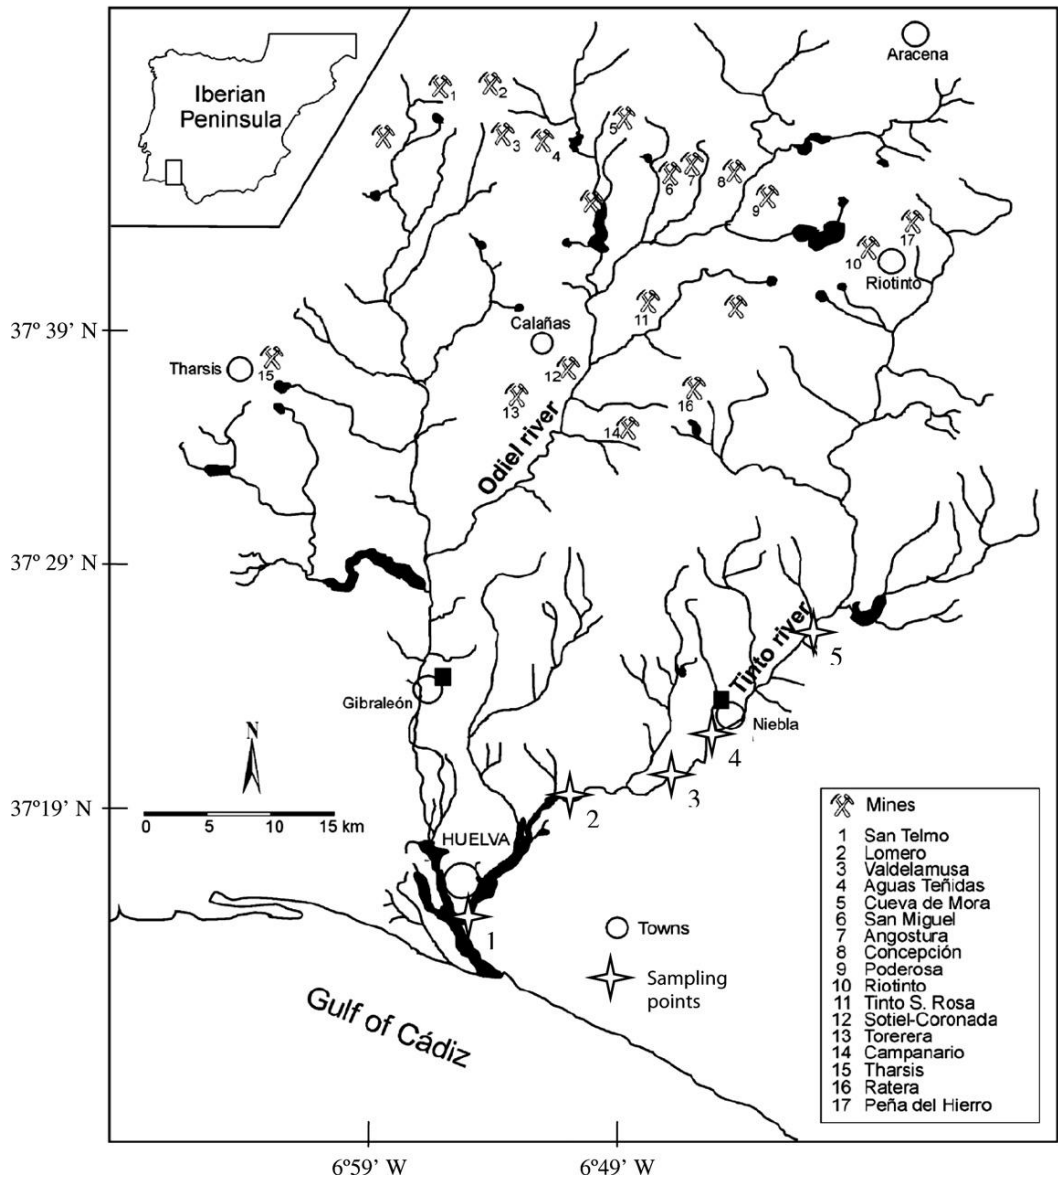 Iberian
Peninsula
Aracena
1
2
3
4
5
6
7
8
9
17
10
Riotinto
37º 39' N
11
Calañas
Tharsis
15
12
13
16
14
Odiel river
37º 29' N
Tinto river
5
Gibraleón
Niebla
4
N
3
37º19' N
2
0 5 10 15 km
HUELVA
1
Towns
Sampling
points
Gulf of Cádiz
Mines
1 San Telmo
2 Lomero
3 Valdelamusa
4 Aguas Teñidas
5 Cueva de Mora
6 San Miguel
7 Angostura
8 Concepción
9 Poderosa
10 Riotinto
11 Tinto S. Rosa
12 Sotiel-Coronada
13 Torerera
14 Campanario
15 Tharsis
16 Ratera
17 Peña del Hierro
6º59' W
6º49' W